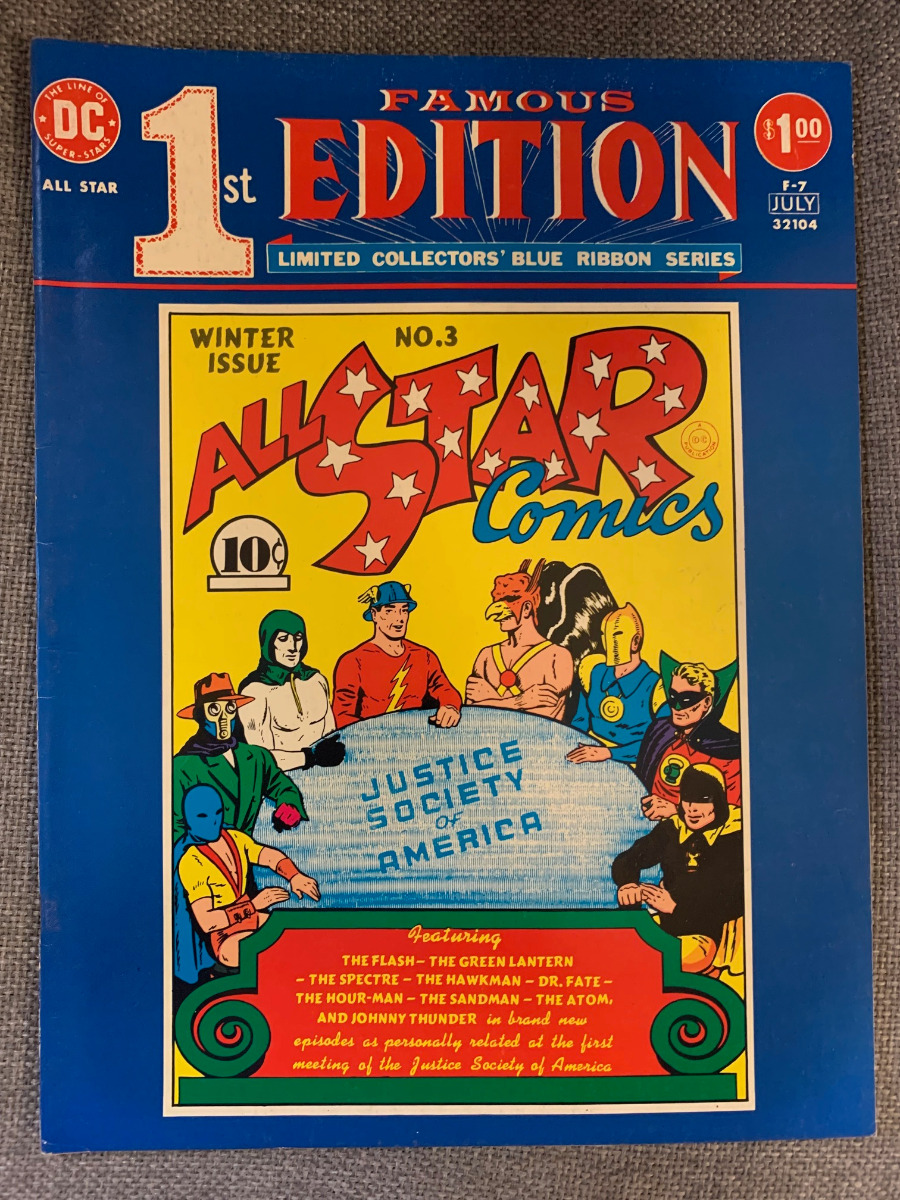 THE LINE OF
DC
SUPER-STARS
ALL STAR
1st
FAMOUS
EDITION
LIMITED COLLECTORS' BLUE RIBBON SERIES
$1.00
F-7
JULY
32104
WINTER
ISSUE
NO.3
ALL STAR
Comics
A
DC
PUBLICATION
10¢
JUSTICE
SOCIETY
OF
AMERICA
Featuring
THE FLASH – THE GREEN LANTERN
– THE SPECTRE – THE HAWKMAN – DR. FATE –
THE HOUR-MAN – THE SANDMAN – THE ATOM,
AND JOHNNY THUNDER in brand new
episodes as personally related at the first
meeting of the Justice Society of America